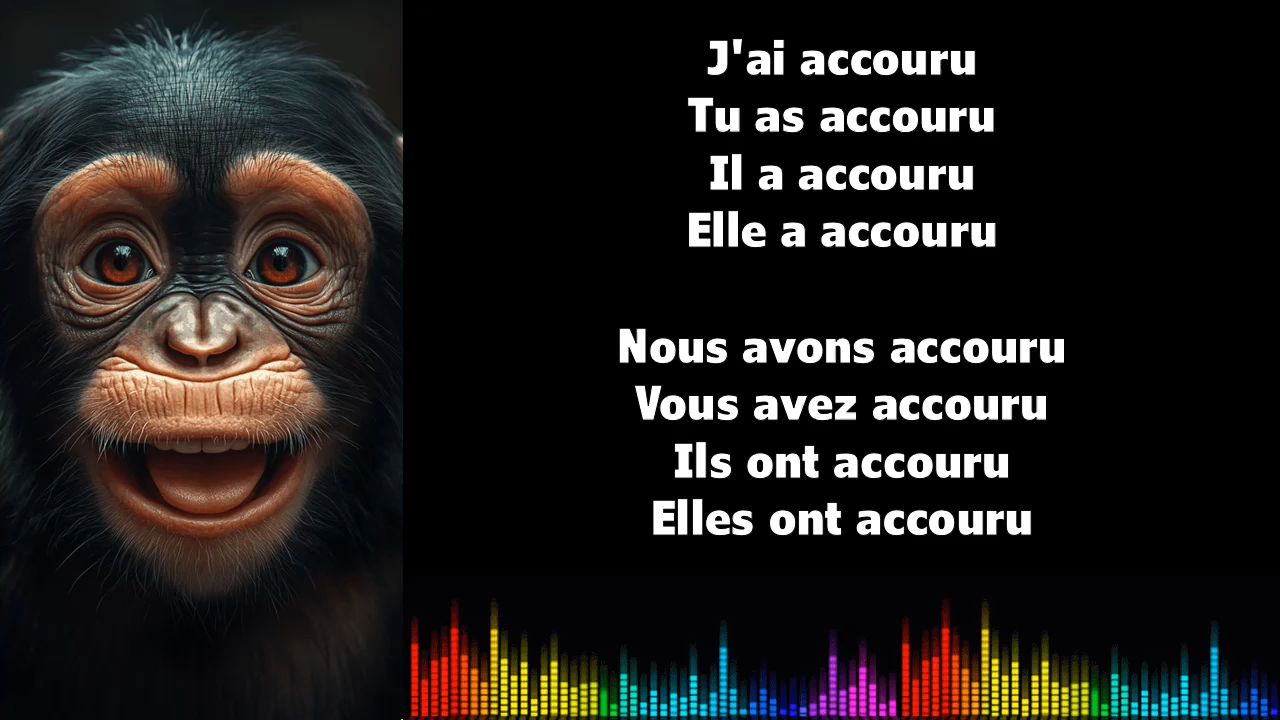 J'ai accouru
Tu as accouru
Il a accouru
Elle a accouru
Nous avons accouru
Vous avez accouru
Ils ont accouru
Elles ont accouru